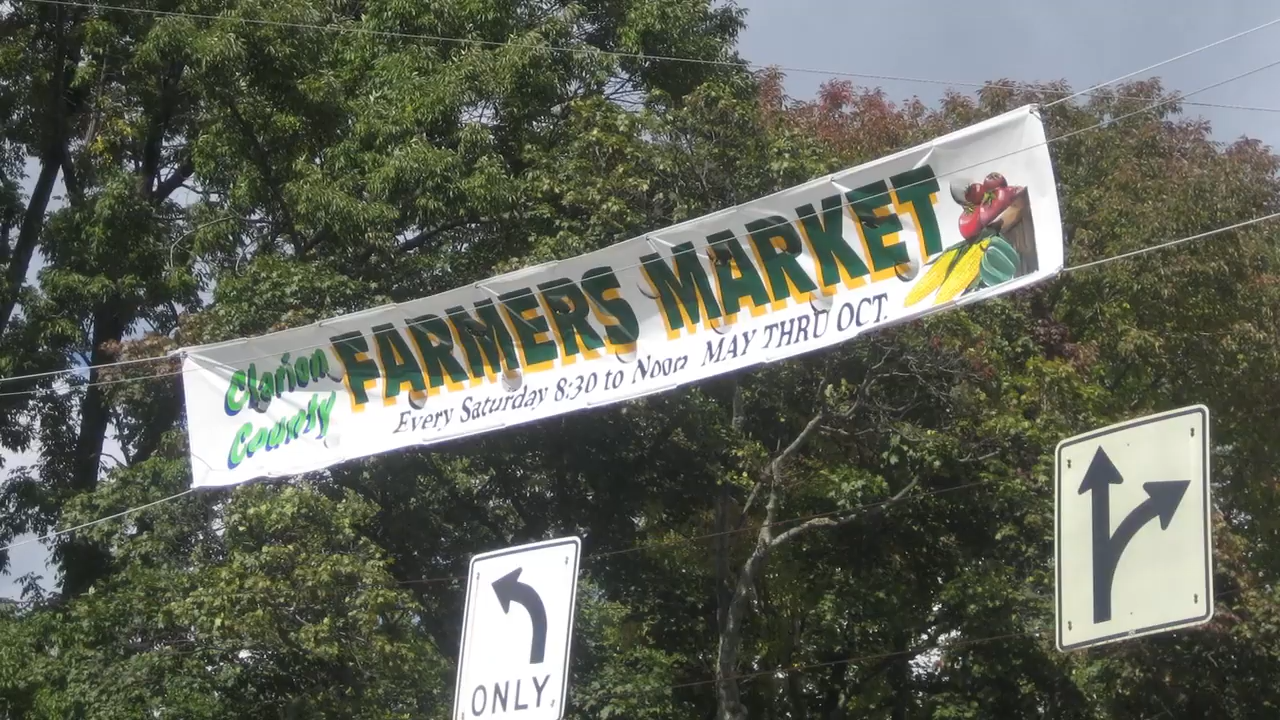 Clarion
County
FARMERS MARKET
Every Saturday 8:30 to Noon MAY THRU OCT.
ONLY